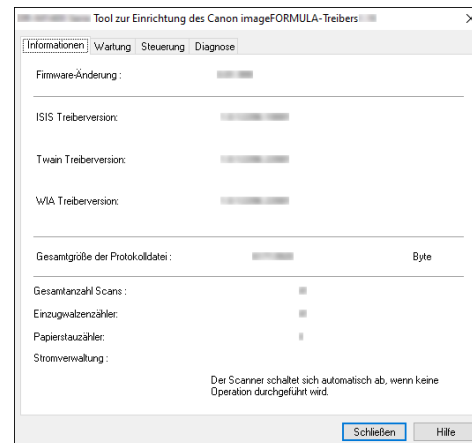 Tool zur Einrichtung des Canon imageFORMULA-Treibers
Informationen Wartung Steuerung Diagnose
Firmware-Änderung :
ISIS Treiberversion:
Twain Treiberversion:
WIA Treiberversion:
Gesamtgröße der Protokolldatei : Byte
Gesamtanzahl Scans :
Einzugwalzenzähler:
Papierstauzähler:
Stromverwaltung :
Der Scanner schaltet sich automatisch ab, wenn keine
Operation durchgeführt wird.
Schließen Hilfe